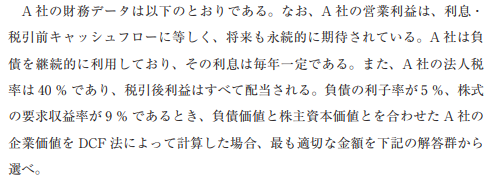 A 社の財務データは以下のとおりである。なお、A 社の営業利益は、利息・
税引前キャッシュフローに等しく、将来も永続的に期待されている。A 社は負
債を継続的に利用しており、その利息は毎年一定である。また、A 社の法人税
率は 40 % であり、税引後利益はすべて配当される。負債の利子率が 5 %、株式
の要求収益率が 9 % であるとき、負債価値と株主資本価値とを合わせた A 社の
企業価値を DCF 法によって計算した場合、最も適切な金額を下記の解答群から
選べ。